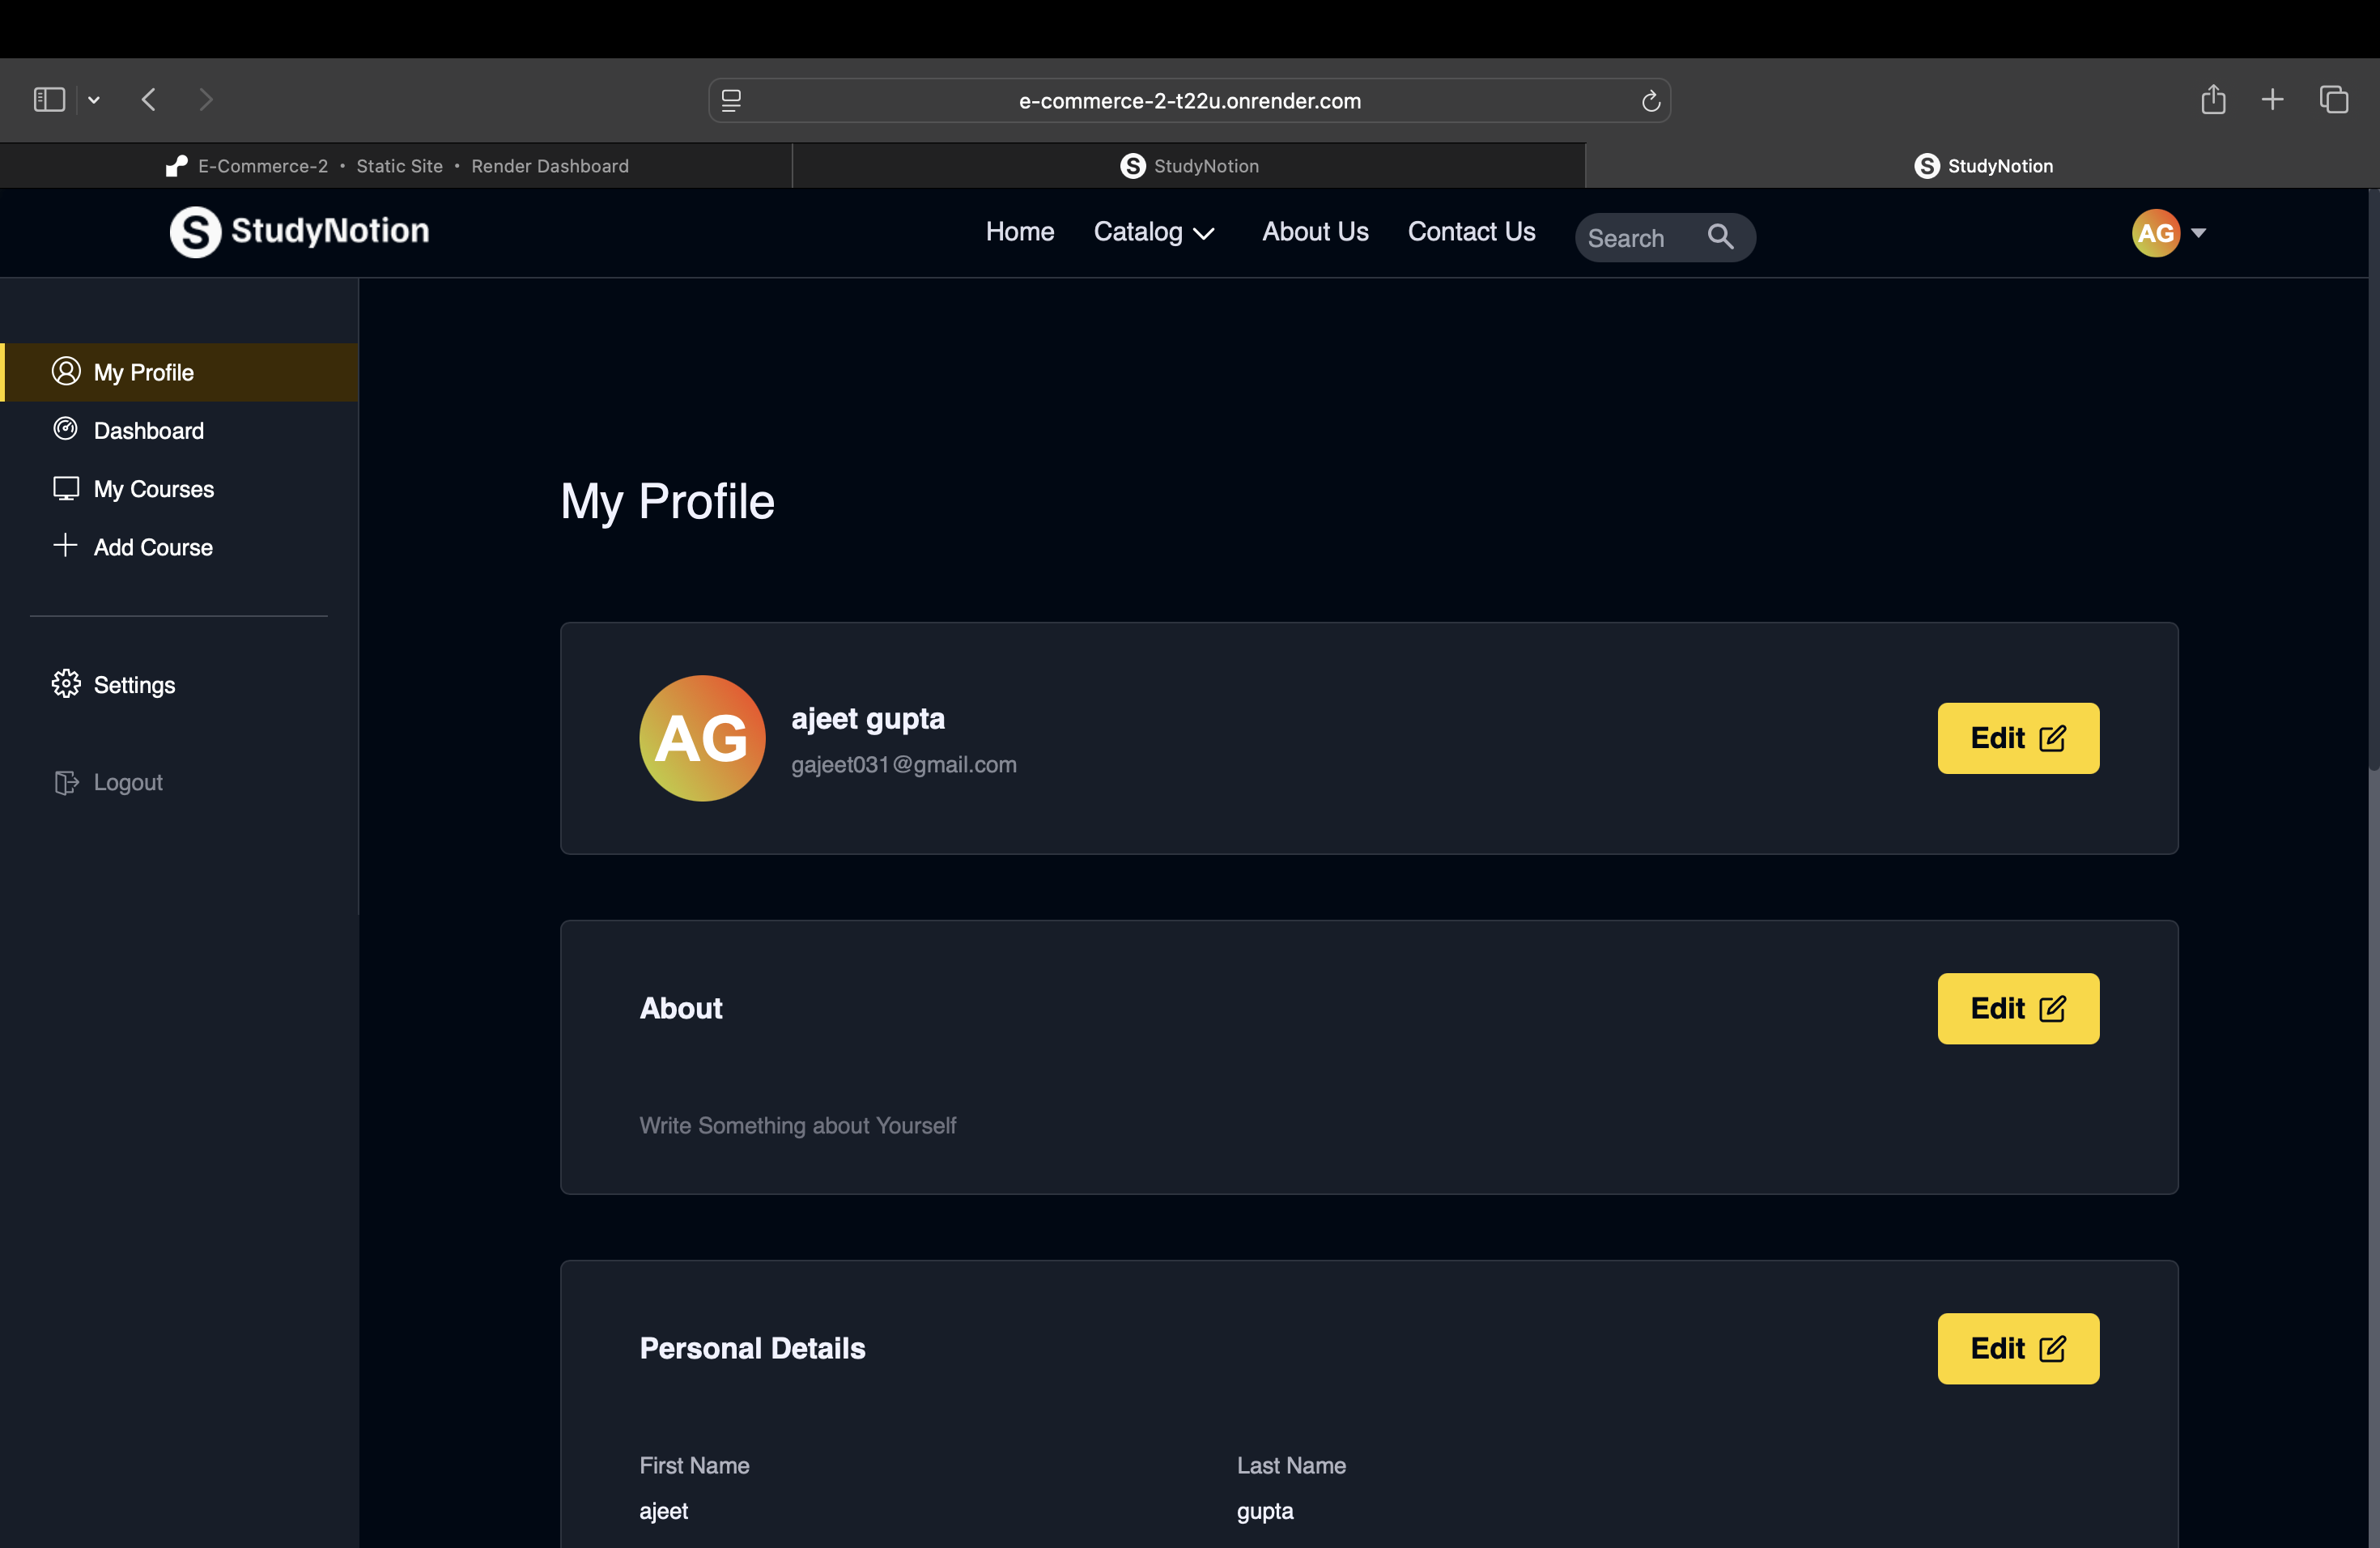 e-commerce-2-t22u.onrender.com
E-Commerce-2 • Static Site • Render Dashboard
StudyNotion
StudyNotion
StudyNotion
Home
Catalog
About Us
Contact Us
Search
AG
My Profile
Dashboard
My Courses
Add Course
Settings
Logout
My Profile
AG
ajeet gupta
gajeet031@gmail.com
Edit
About
Edit
Write Something about Yourself
Personal Details
Edit
First Name
Last Name
ajeet
gupta